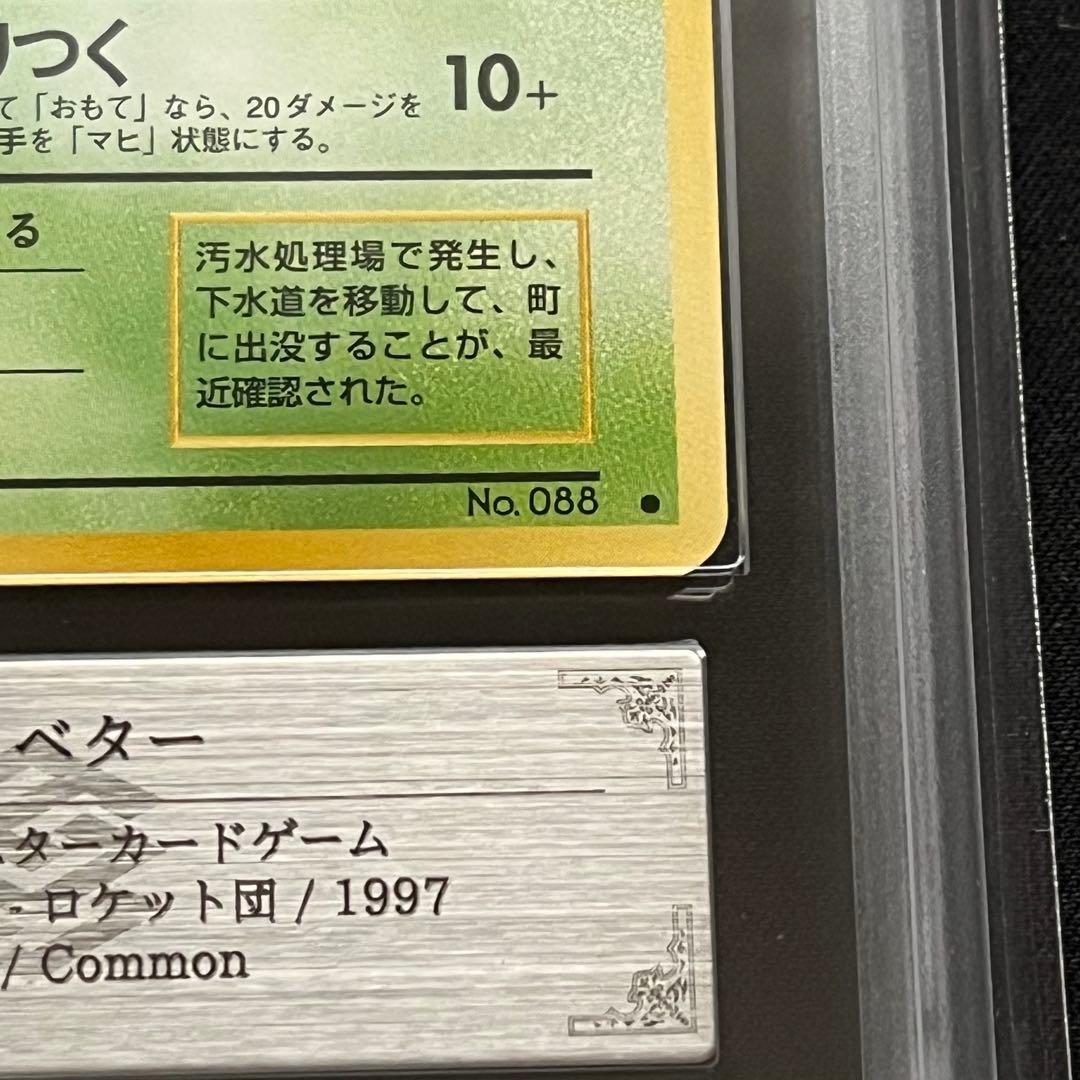 りつく
て「おもて」なら、20ダメージを 10+
手を「マヒ」状態にする。
る
汚水処理場で発生し、
下水道を移動して、町
に出没することが、最
近確認された。
No. 088 ●
ベター
スターカードゲーム
- ロケット団 / 1997
/ Common